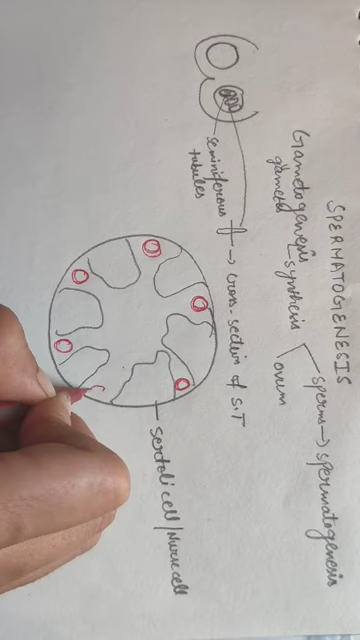 SPERMATOGENESIS
Gametogenesis - synthesis
gametes
sperms → spermatogenesis
ovum
seminiferous
tubules
→ cross-section of S.T
sertoli cell/Nurse cell